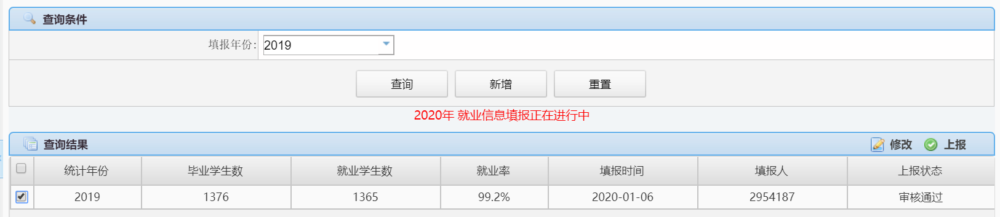 查询条件
填报年份: 2019
查询 新增 重置
2020年 就业信息填报正在进行中
查询结果 修改 上报
统计年份 毕业学生数 就业学生数 就业率 填报时间 填报人 上报状态
2019 1376 1365 99.2% 2020-01-06 2954187 审核通过